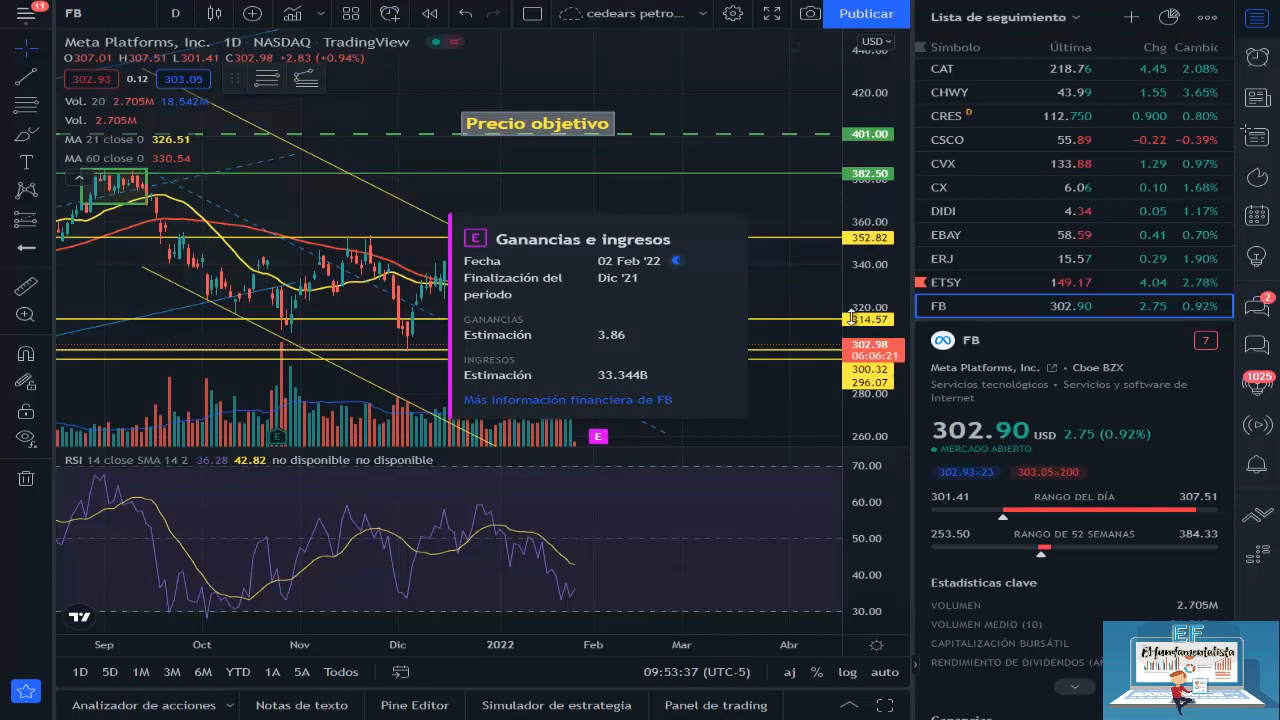 11
FB
D
cedears petro...
Publicar
Meta Platforms, Inc. 1D NASDAQ TradingView
O307.01 H307.51 L301.41 C302.98 +2.83 (+0.94%)
302.93 0.12 303.05
Vol. 20 2.705M 18.542M
Vol. 2.705M
MA 21 close 0 326.51
MA 60 close 0 330.54
Precio objetivo
USD
440.00
420.00
401.00
382.50
380.00
360.00
352.82
340.00
320.00
314.57
302.98
06:06:21
300.32
296.07
280.00
260.00
E Ganancias e ingresos
Fecha 02 Feb '22
Finalización del periodo Dic '21
GANANCIAS
Estimación 3.86
INGRESOS
Estimación 33.344B
Más información financiera de FB
E
E
RSI 14 close SMA 14 2 36.28 42.82 no disponible no disponible
70.00
60.00
50.00
40.00
30.00
Sep Oct Nov Dic 2022 Feb Mar Abr
1D 5D 1M 3M 6M YTD 1A 5A Todos
09:53:37 (UTC-5) aj % log auto
Analizador de acciones Notas de texto Pine Editor Simulador de estrategia Panel de trading
Lista de seguimiento
Símbolo Última Chg Cambic
CAT 218.76 4.45 2.08%
CHWY 43.99 1.55 3.65%
CRES D 112.750 0.900 0.80%
CSCO 55.89 −0.22 −0.39%
CVX 133.88 1.29 0.97%
CX 6.06 0.10 1.68%
DIDI 4.34 0.05 1.17%
EBAY 58.59 0.41 0.70%
ERJ 15.57 0.29 1.90%
ETSY 149.17 4.04 2.78%
FB 302.90 2.75 0.92%
FB 7
Meta Platforms, Inc. • Cboe BZX
Servicios tecnológicos • Servicios y software de
Internet
302.90 USD 2.75 (0.92%)
MERCADO ABIERTO
302.93×23 303.05×200
301.41 RANGO DEL DÍA 307.51
253.50 RANGO DE 52 SEMANAS 384.33
Estadísticas clave
VOLUMEN 2.705M
VOLUMEN MEDIO (10)
CAPITALIZACIÓN BURSÁTIL
RENDIMIENTO DE DIVIDENDOS (AÑ
Ganancias
2
1025
EF
El fundamentalista